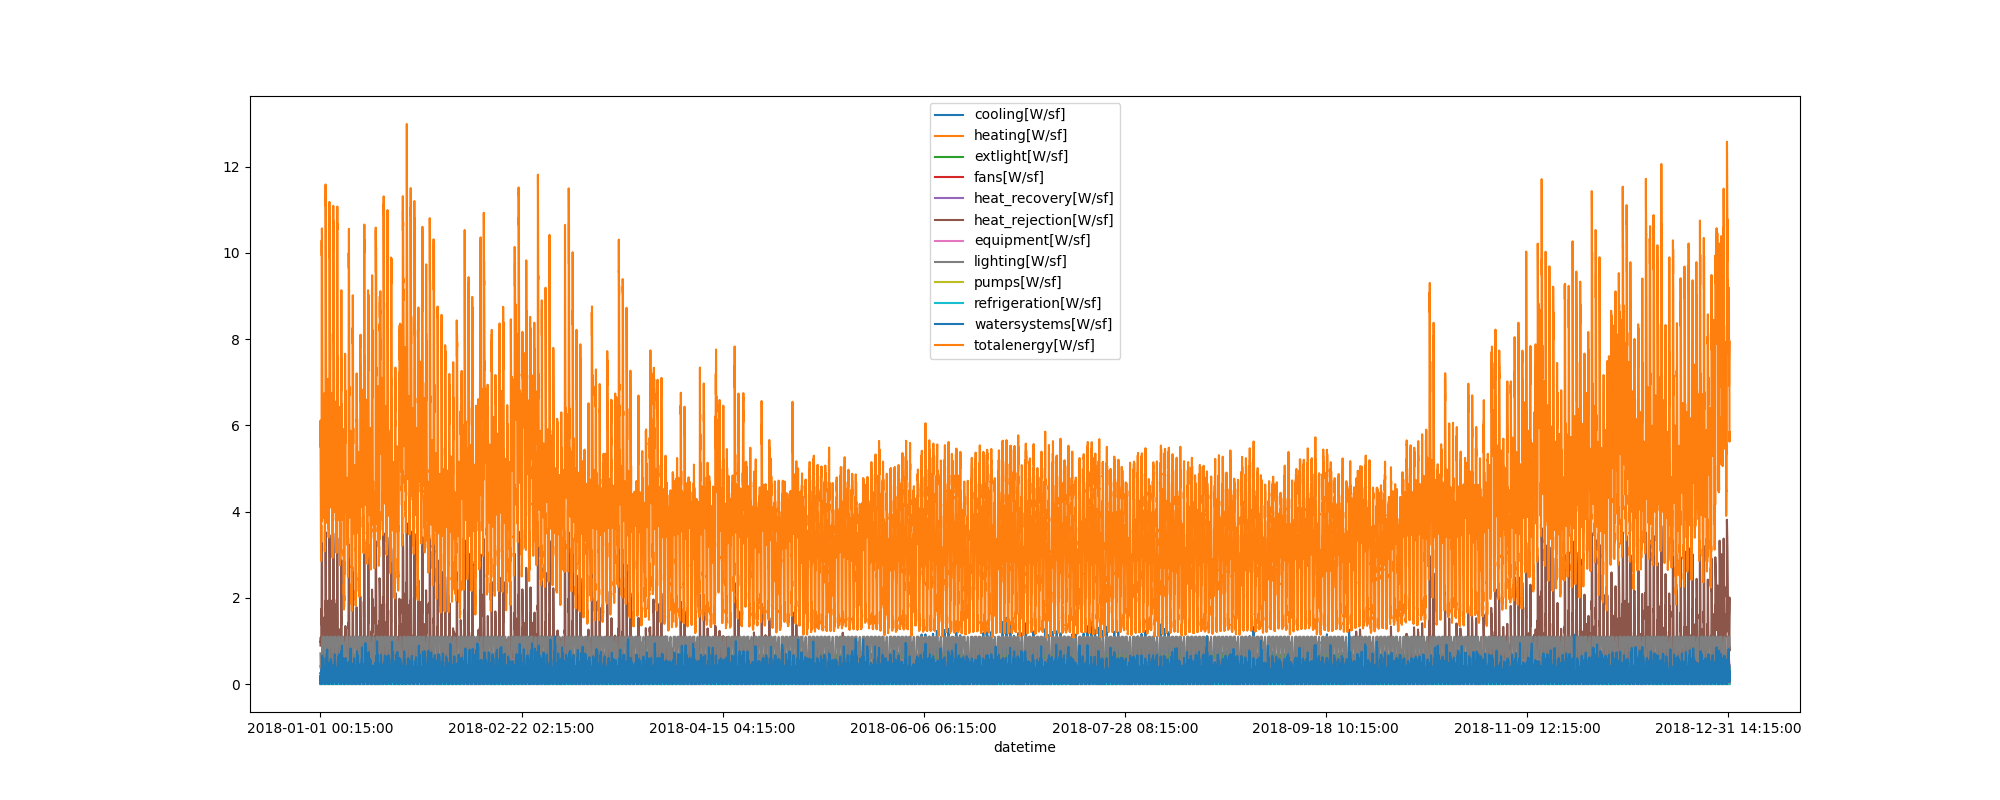 cooling[W/sf]
heating[W/sf]
extlight[W/sf]
fans[W/sf]
heat_recovery[W/sf]
heat_rejection[W/sf]
equipment[W/sf]
lighting[W/sf]
pumps[W/sf]
refrigeration[W/sf]
watersystems[W/sf]
totalenergy[W/sf]
12
10
8
6
4
2
0
2018-01-01 00:15:00 2018-02-22 02:15:00 2018-04-15 04:15:00 2018-06-06 06:15:00 2018-07-28 08:15:00 2018-09-18 10:15:00 2018-11-09 12:15:00 2018-12-31 14:15:00
datetime